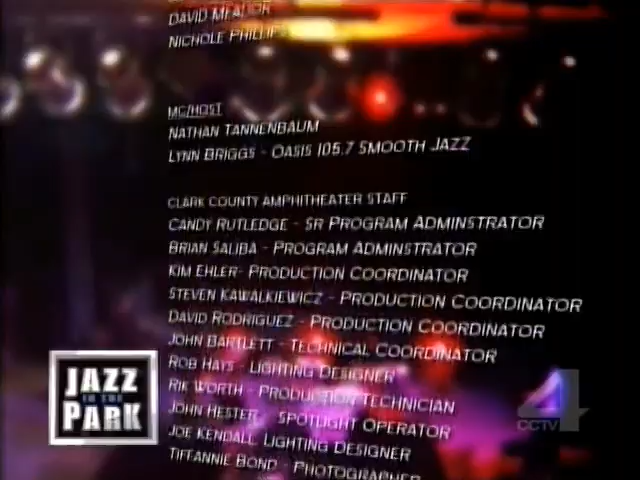 DAVID MEADOR
NICHOLE PHILLIPS
MC/HOST
NATHAN TANNENBAUM
LYNN BRIGGS - OASIS 105.7 SMOOTH JAZZ
CLARK COUNTY AMPHITHEATER STAFF
CANDY RUTLEDGE - SR PROGRAM ADMINSTRATOR
BRIAN SALIBA - PROGRAM ADMINSTRATOR
KIM EHLER- PRODUCTION COORDINATOR
STEVEN KAWALKIEWICZ - PRODUCTION COORDINATOR
DAVID RODRIGUEZ - PRODUCTION COORDINATOR
JOHN BARTLETT - TECHNICAL COORDINATOR
ROB HAYS - LIGHTING DESIGNER
RIK WORTH - PRODUCTION TECHNICIAN
JOHN HESTER - SPOTLIGHT OPERATOR
JOE KENDALL LIGHTING DESIGNER
TIFFANNIE BOND - PHOTOGRAPHER
JAZZ
IN THE
PARK
4
CCTV